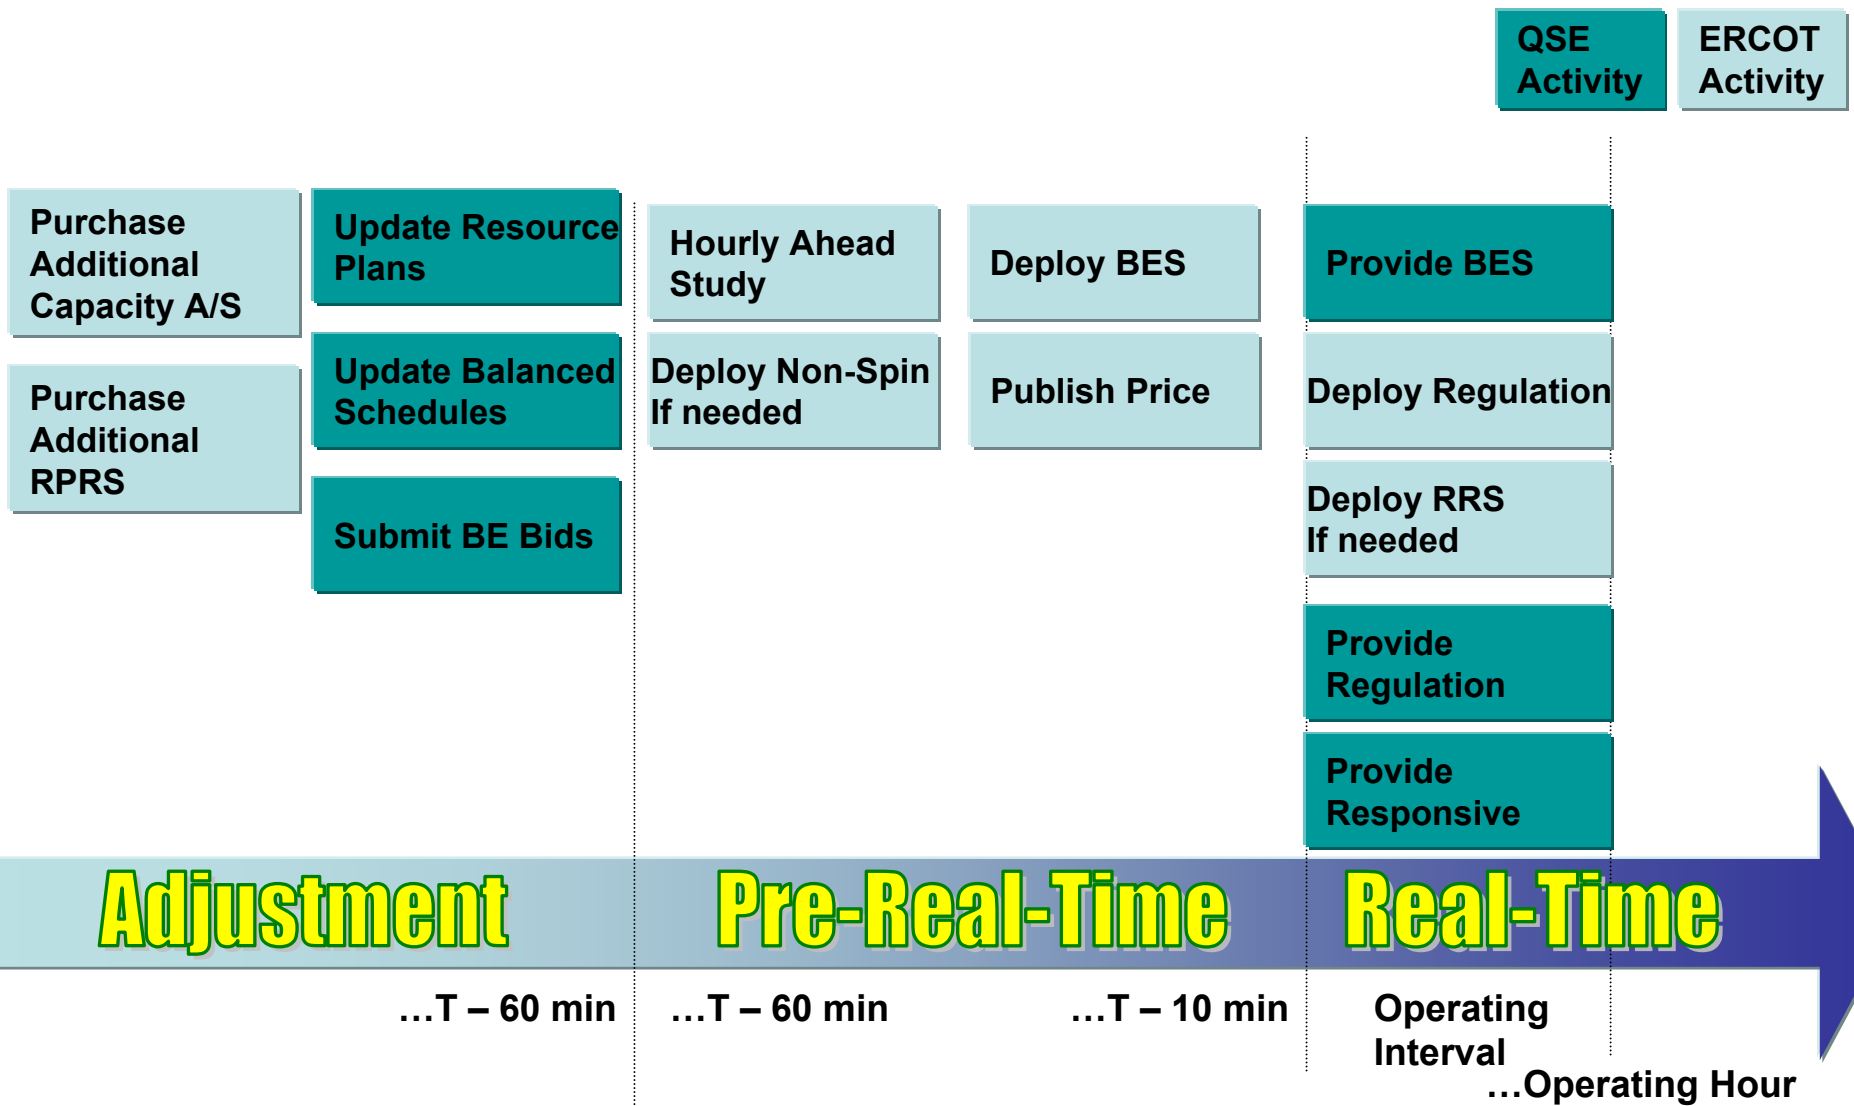 QSE
Activity
ERCOT
Activity
Purchase
Additional
Capacity A/S
Purchase
Additional
RPRS
Update Resource
Plans
Update Balanced
Schedules
Submit BE Bids
Hourly Ahead
Study
Deploy Non-Spin
If needed
Deploy BES
Publish Price
Provide BES
Deploy Regulation
Deploy RRS
If needed
Provide
Regulation
Provide
Responsive
Adjustment
Pre-Real-Time
Real-Time
…T – 60 min
…T – 60 min
…T – 10 min
Operating
Interval
…Operating Hour